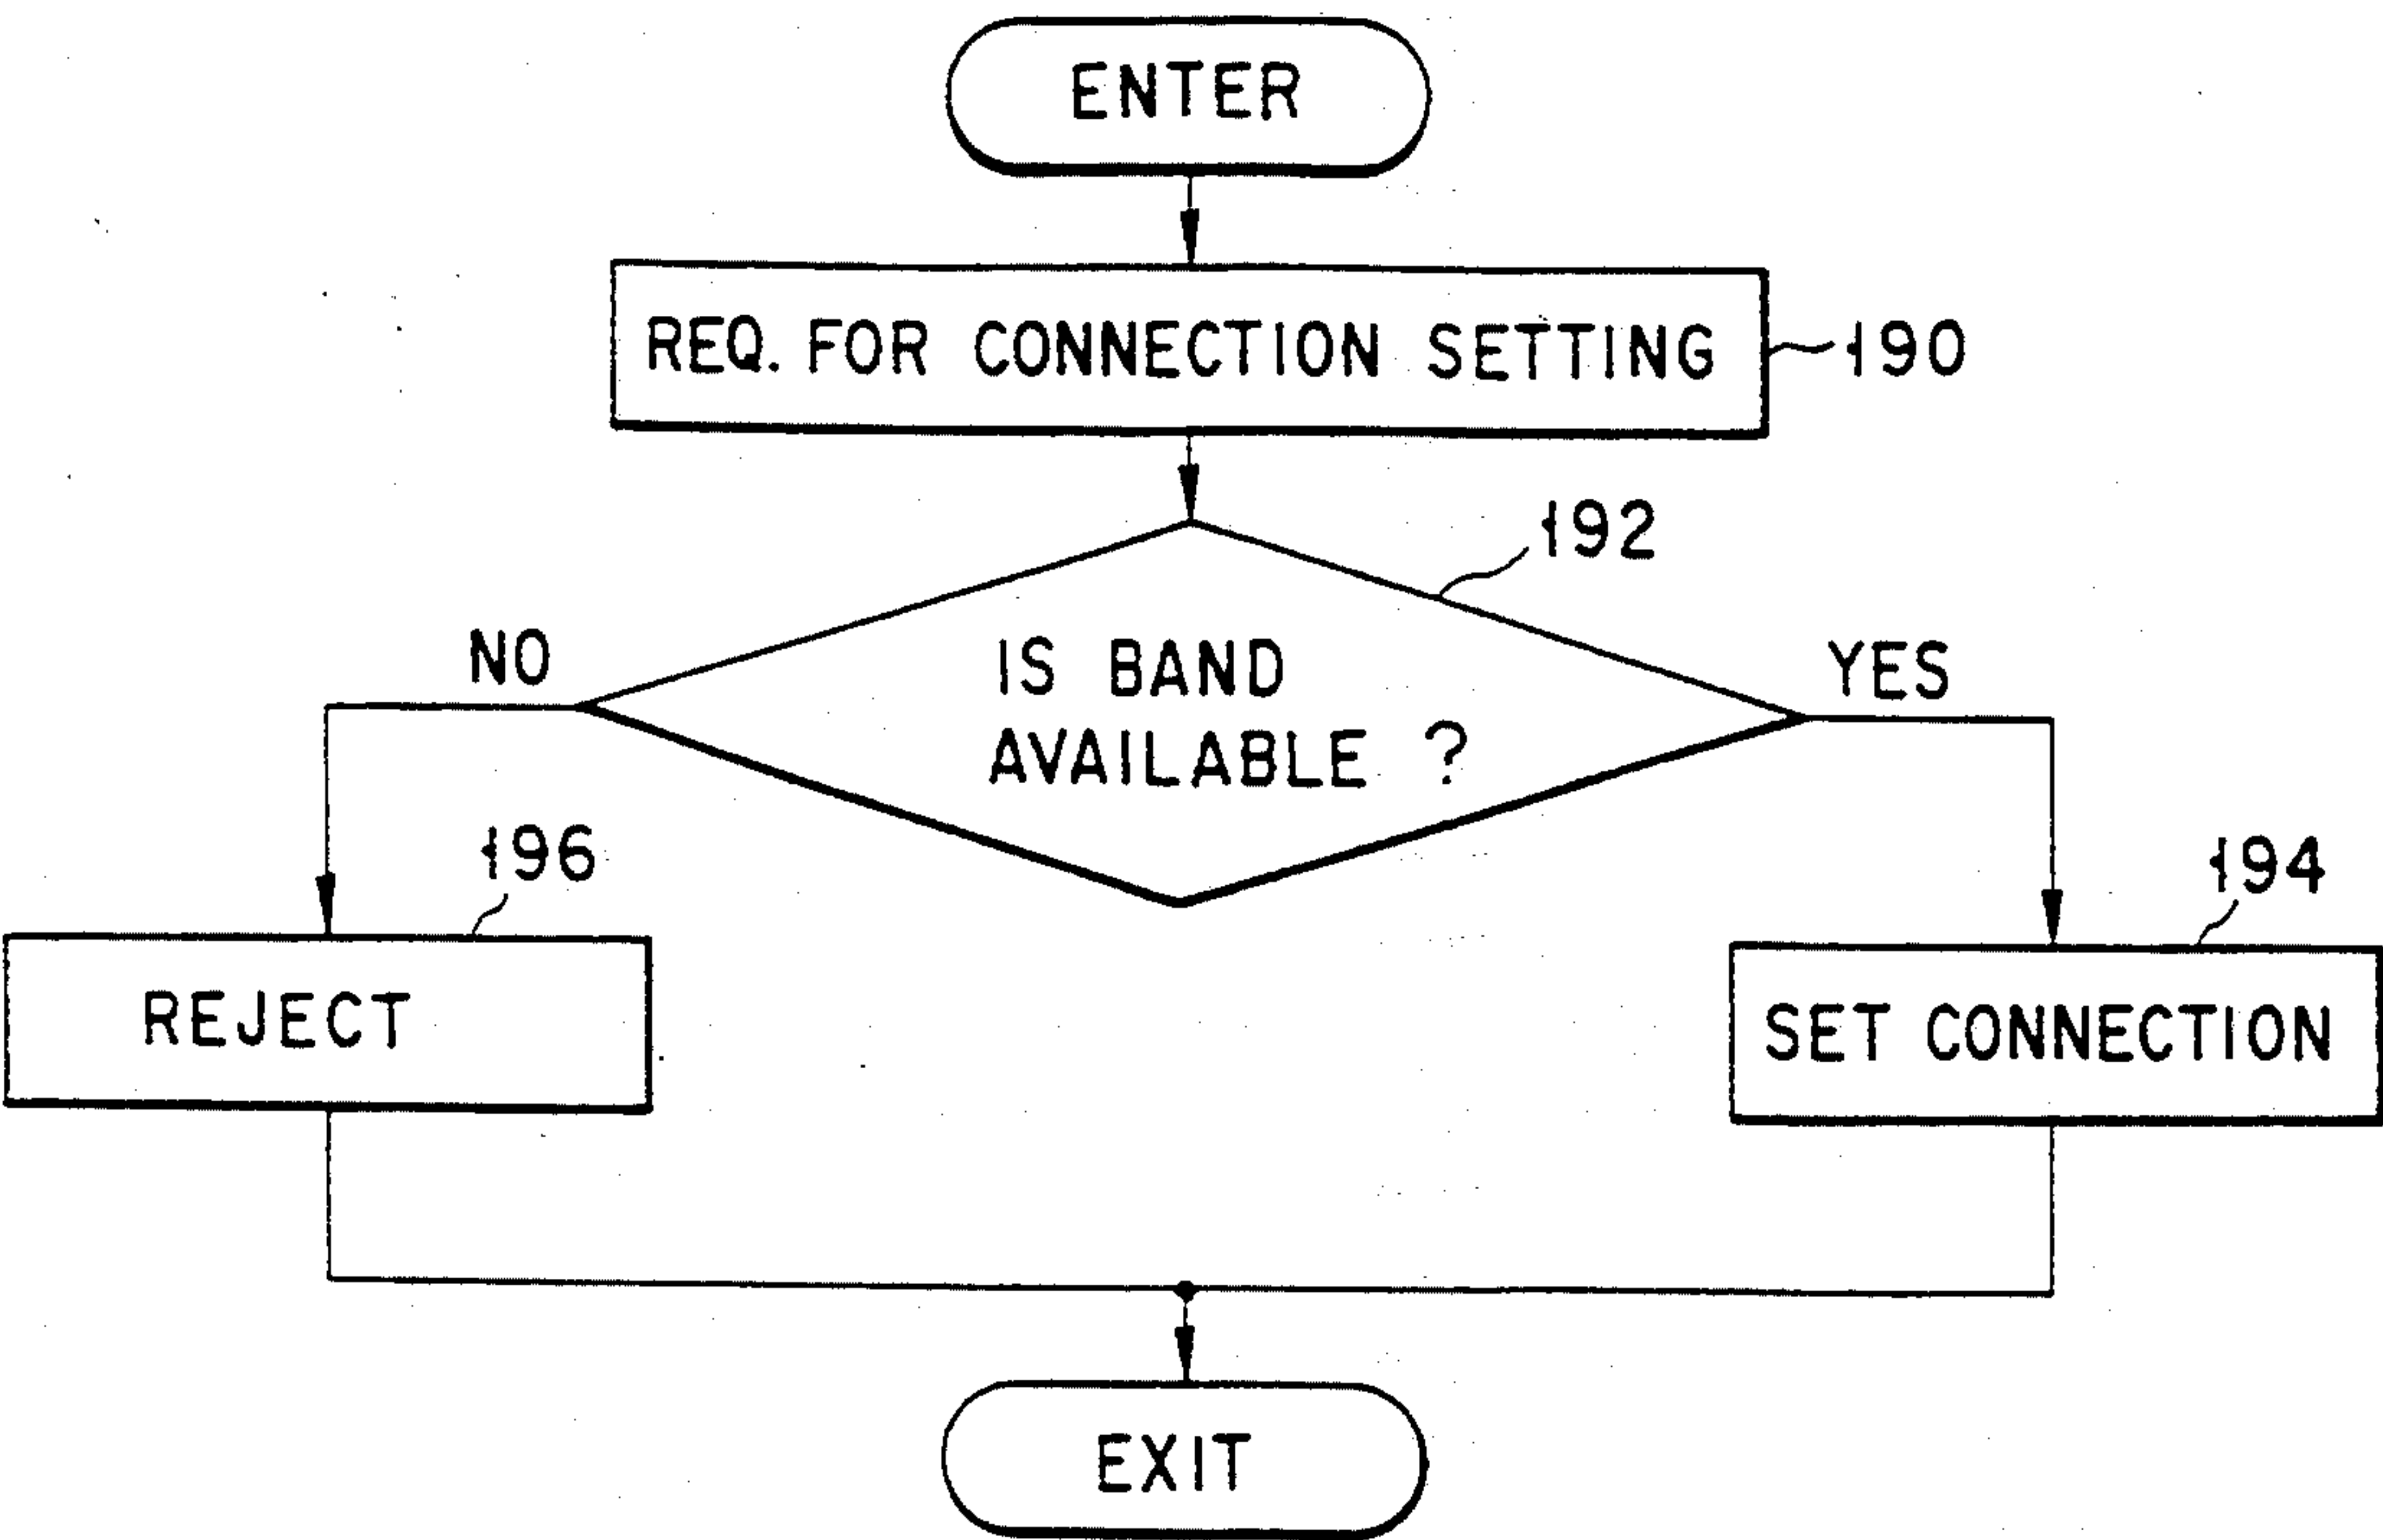 ENTER
REQ. FOR CONNECTION SETTING
190
192
NO
IS BAND
AVAILABLE ?
YES
196
194
REJECT
SET CONNECTION
EXIT